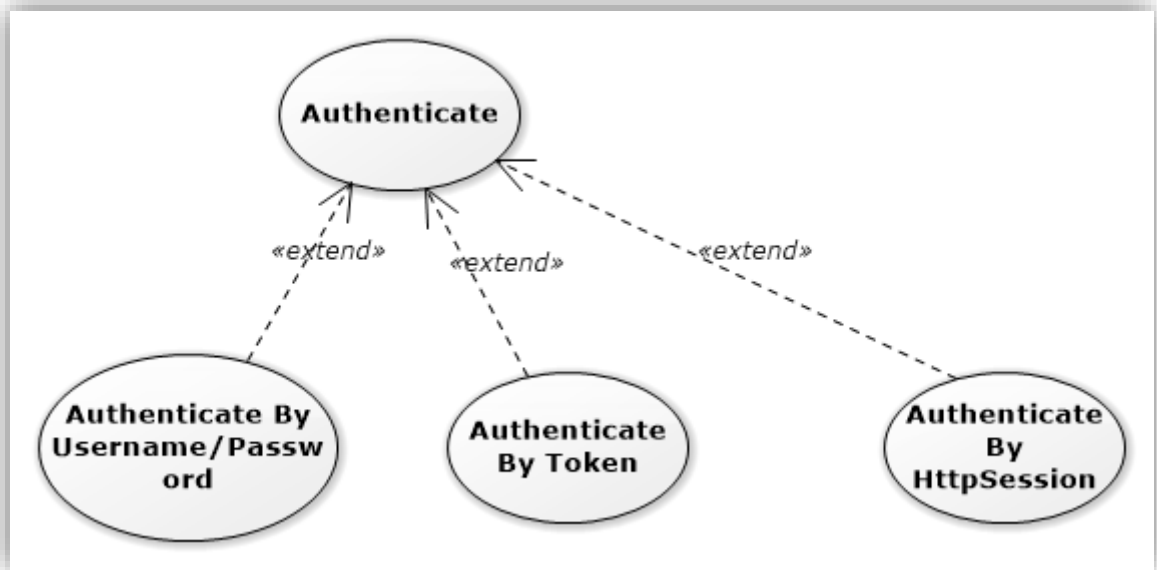 Authenticate
«extend»
«extend»
«extend»
Authenticate By
Username/Passw
ord
Authenticate
By Token
Authenticate
By
HttpSession